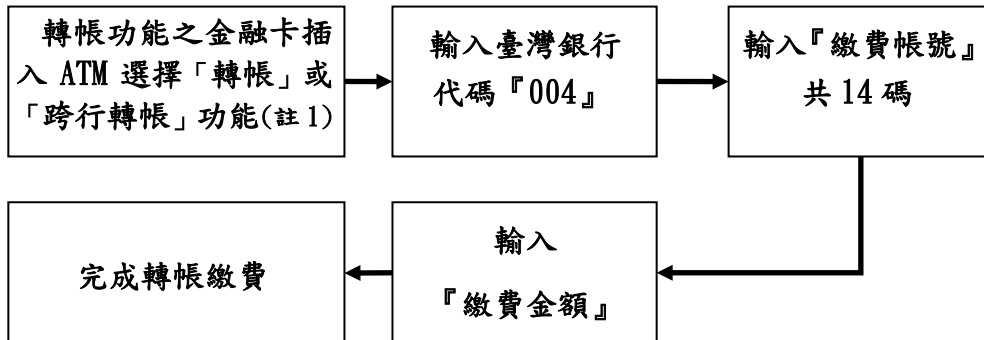 轉帳功能之金融卡插
入 ATM 選擇「轉帳」或
「跨行轉帳」功能(註 1)
輸入臺灣銀行
代碼『004』
輸入『繳費帳號』
共 14 碼
輸入
『繳費金額』
完成轉帳繳費